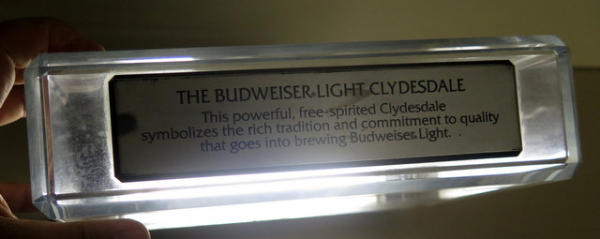 THE BUDWEISER® LIGHT CLYDESDALE
This powerful, free-spirited Clydesdale
symbolizes the rich tradition and commitment to quality
that goes into brewing Budweiser® Light. .